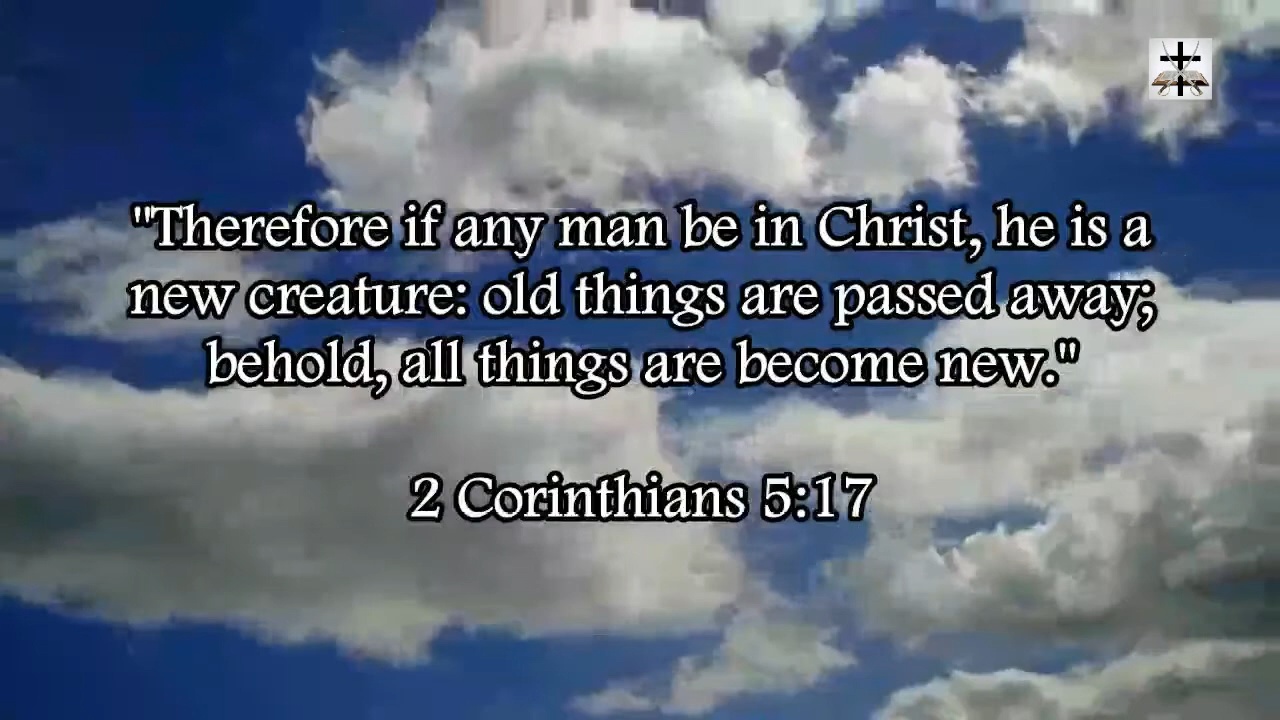 "Therefore if any man be in Christ, he is a
new creature: old things are passed away;
behold, all things are become new."
2 Corinthians 5:17